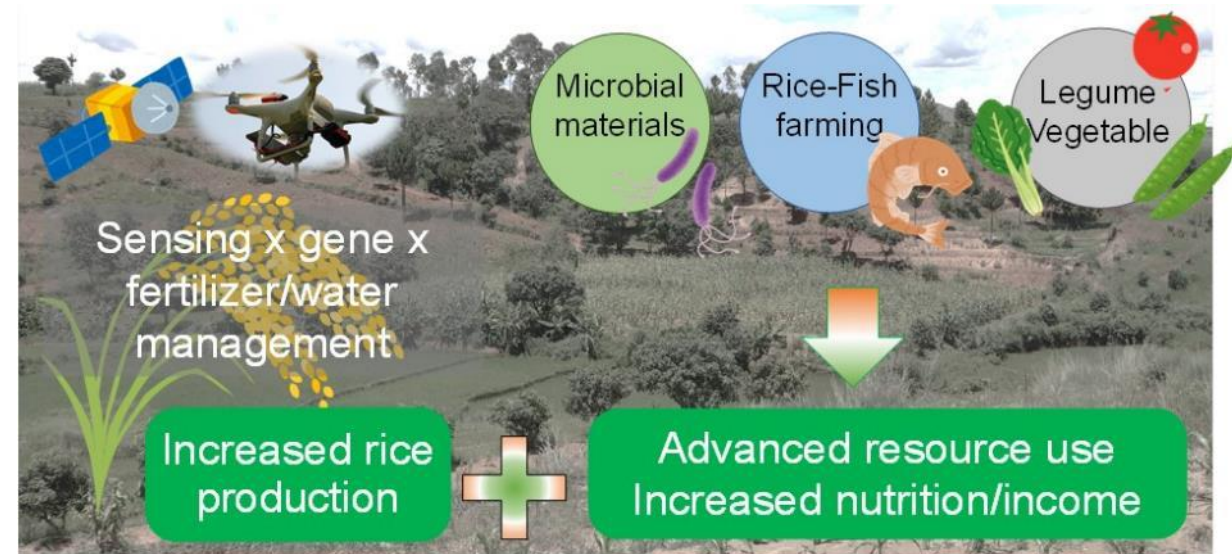 Sensing x gene x
fertilizer/water
management
Increased rice
production
Microbial
materials
Rice-Fish
farming
Legume
Vegetable
Advanced resource use
Increased nutrition/income